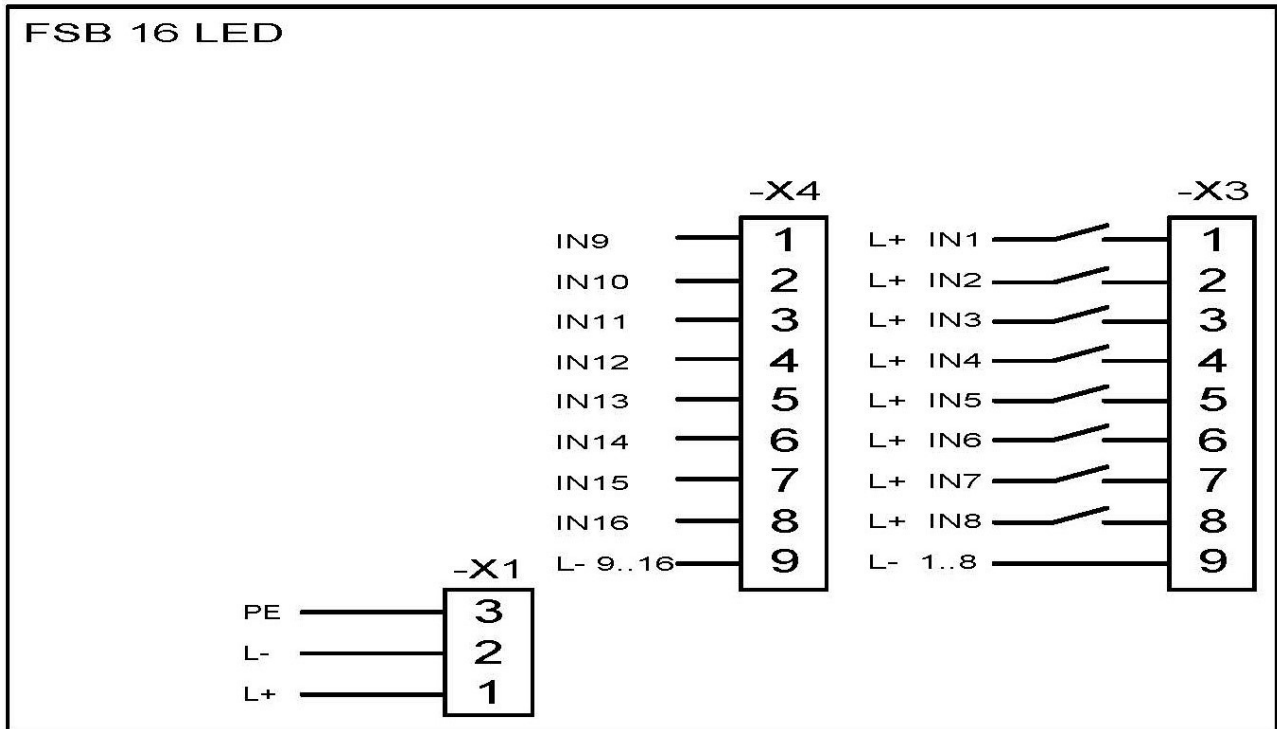 FSB 16 LED
-X4
-X3
IN9 1 L+ IN1 1
IN10 2 L+ IN2 2
IN11 3 L+ IN3 3
IN12 4 L+ IN4 4
IN13 5 L+ IN5 5
IN14 6 L+ IN6 6
IN15 7 L+ IN7 7
IN16 8 L+ IN8 8
L- 9..16 9 L- 1..8 9
-X1
PE 3
L- 2
L+ 1